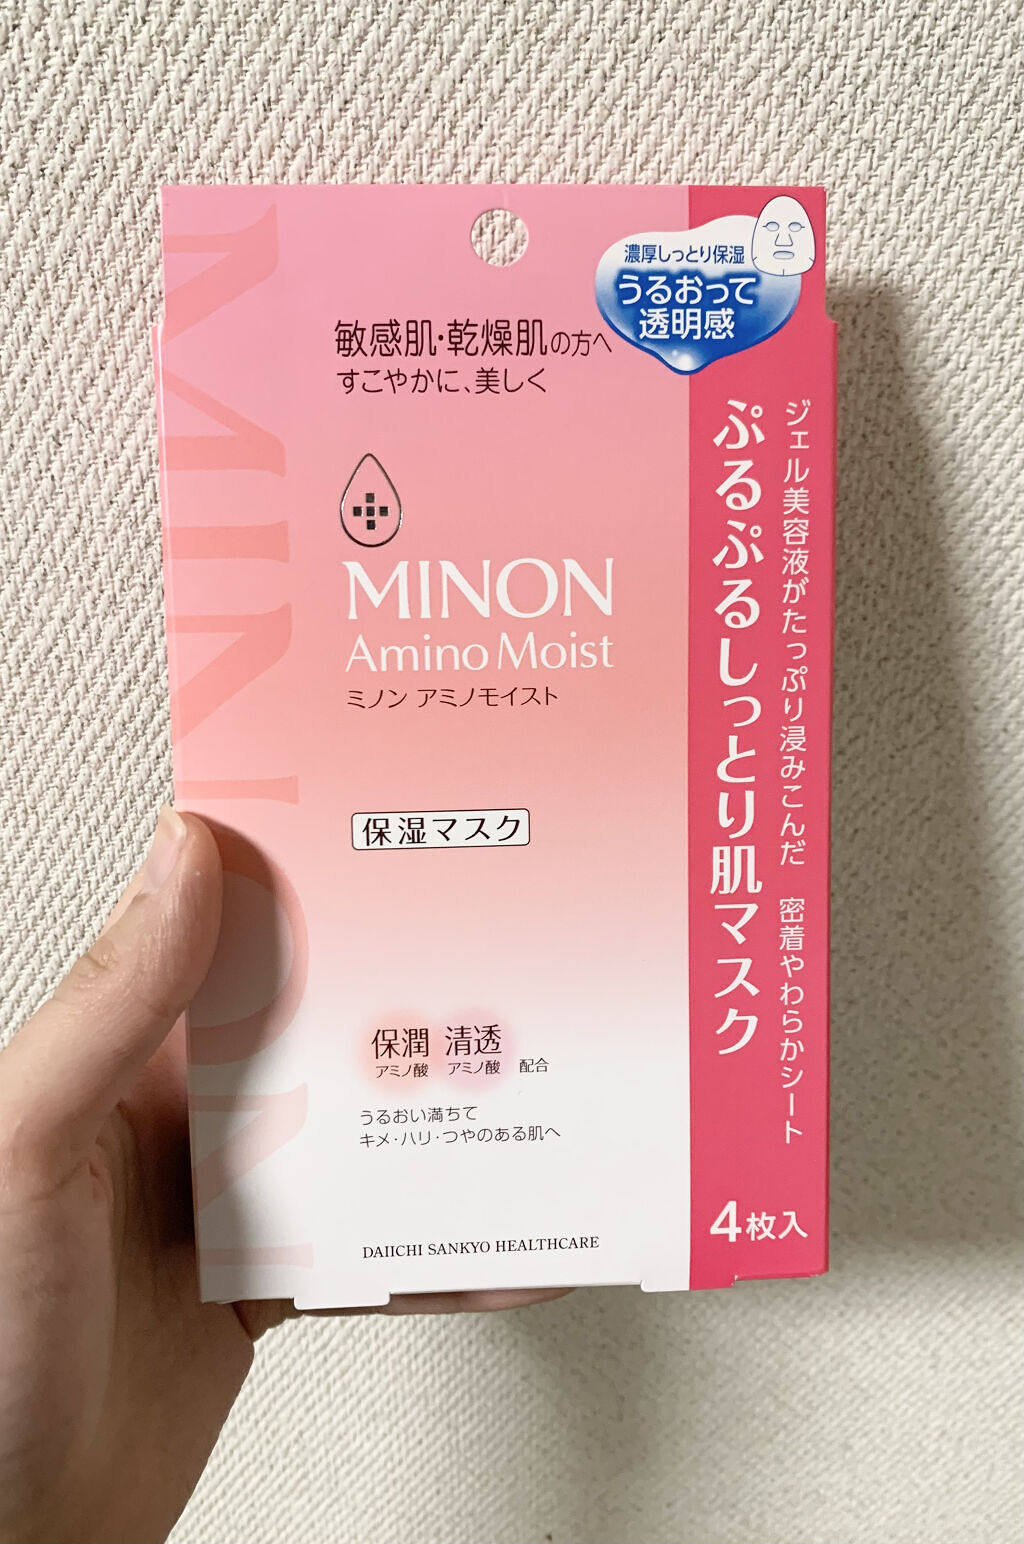 MINON
濃厚しっとり保湿
うるおって
透明感
敏感肌・乾燥肌の方へ
すこやかに、美しく
MINON
Amino Moist
ミノン アミノモイスト
保湿マスク
保潤 清透
アミノ酸 アミノ酸 配合
うるおい満ちて
キメ・ハリ・つやのある肌へ
DAIICHI SANKYO HEALTHCARE
ジェル美容液がたっぷり浸みこんだ 密着やわらかシート
ぷるぷるしっとり肌マスク
4枚入